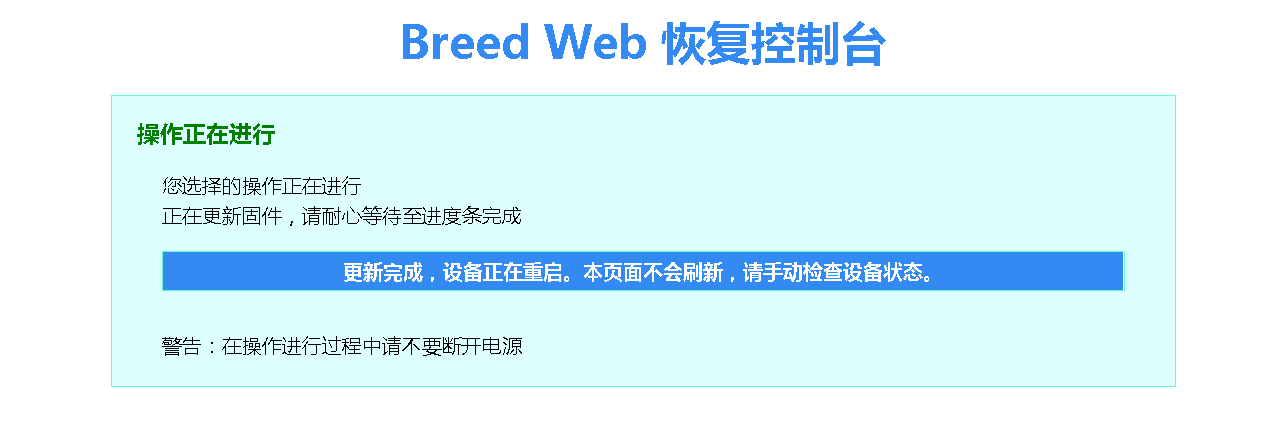 Breed Web 恢复控制台
操作正在进行
您选择的操作正在进行
正在更新固件，请耐心等待至进度条完成
更新完成，设备正在重启。本页面不会刷新，请手动检查设备状态。
警告：在操作进行过程中请不要断开电源